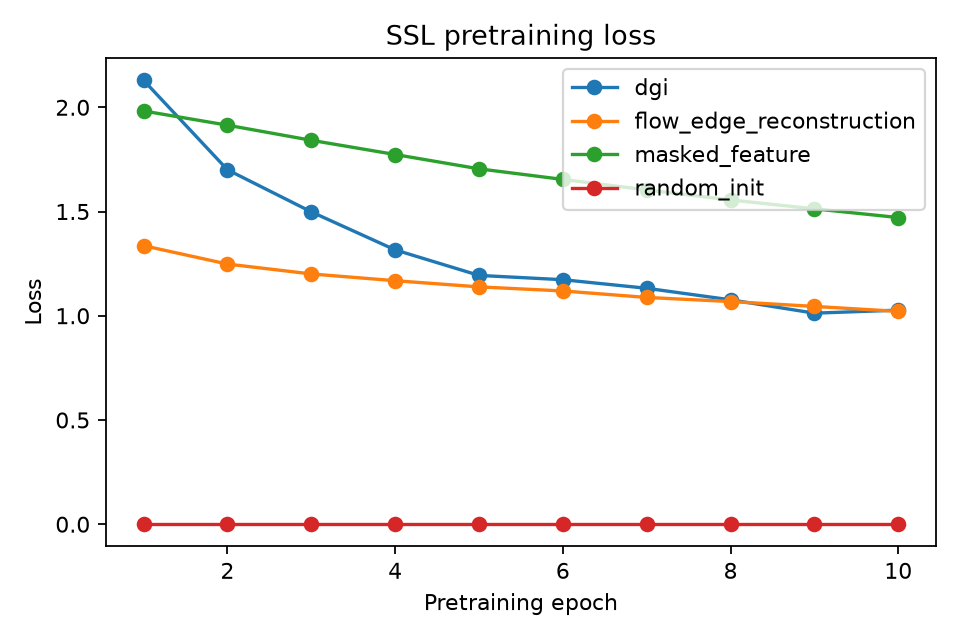 SSL pretraining loss
dgi
flow_edge_reconstruction
masked_feature
random_init
2.0
1.5
1.0
0.5
0.0
Loss
2 4 6 8 10
Pretraining epoch